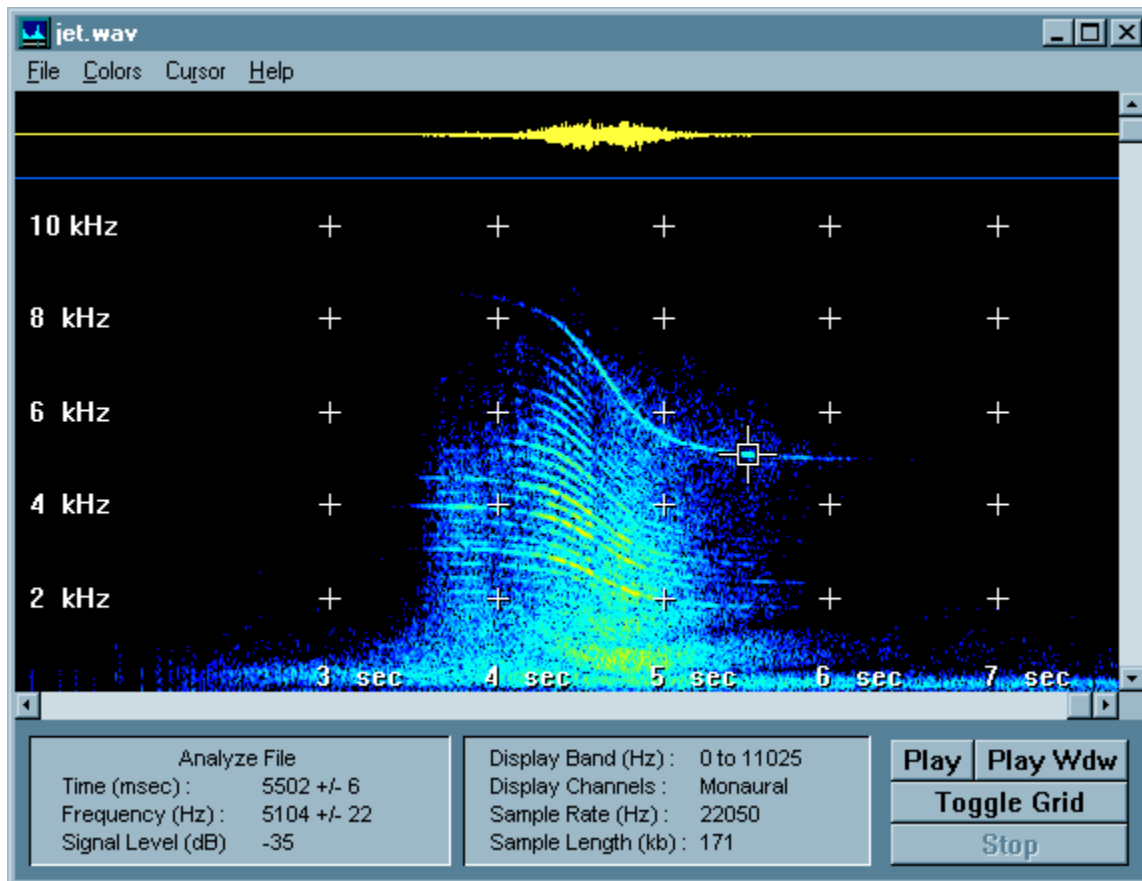 jet.wav
File Colors Cursor Help
10 kHz
8 kHz
6 kHz
4 kHz
2 kHz
3 sec 4 sec 5 sec 6 sec 7 sec
Analyze File
Time (msec) : 5502 +/- 6
Frequency (Hz) : 5104 +/- 22
Signal Level (dB) -35
Display Band (Hz) : 0 to 11025
Display Channels : Monaural
Sample Rate (Hz) : 22050
Sample Length (kb) : 171
Play Play Wdw
Toggle Grid
Stop